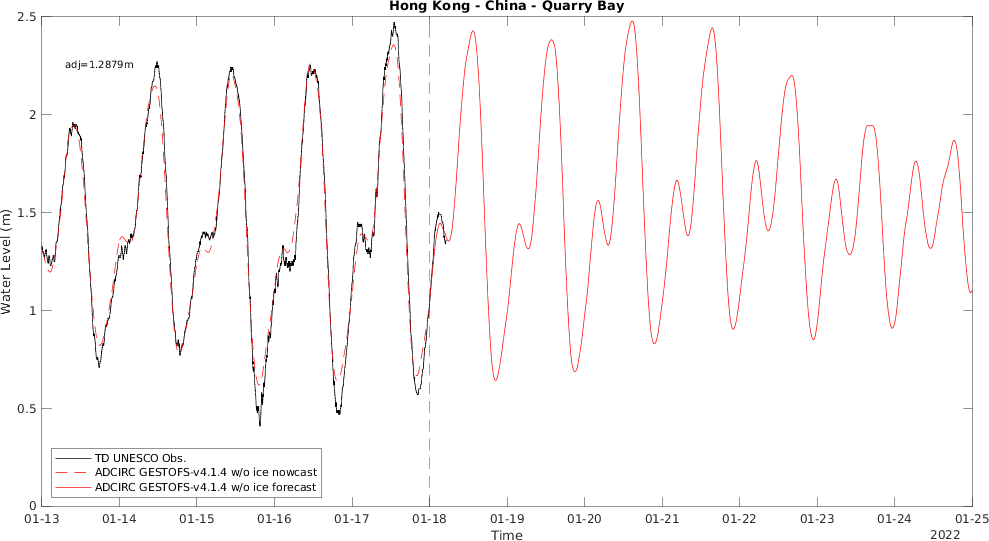 Hong Kong - China - Quarry Bay
2.5
adj=1.2879m
2
1.5
Water Level (m)
1
0.5
TD UNESCO Obs.
ADCIRC GESTOFS-v4.1.4 w/o ice nowcast
ADCIRC GESTOFS-v4.1.4 w/o ice forecast
0
01-13 01-14 01-15 01-16 01-17 01-18 01-19 01-20 01-21 01-22 01-23 01-24 01-25
Time
2022